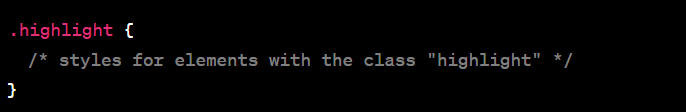 .highlight {
  /* styles for elements with the class "highlight" */
}